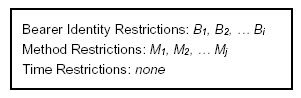 Bearer Identity Restrictions: B1, B2, … Bi
Method Restrictions: M1, M2, … Mj
Time Restrictions: none